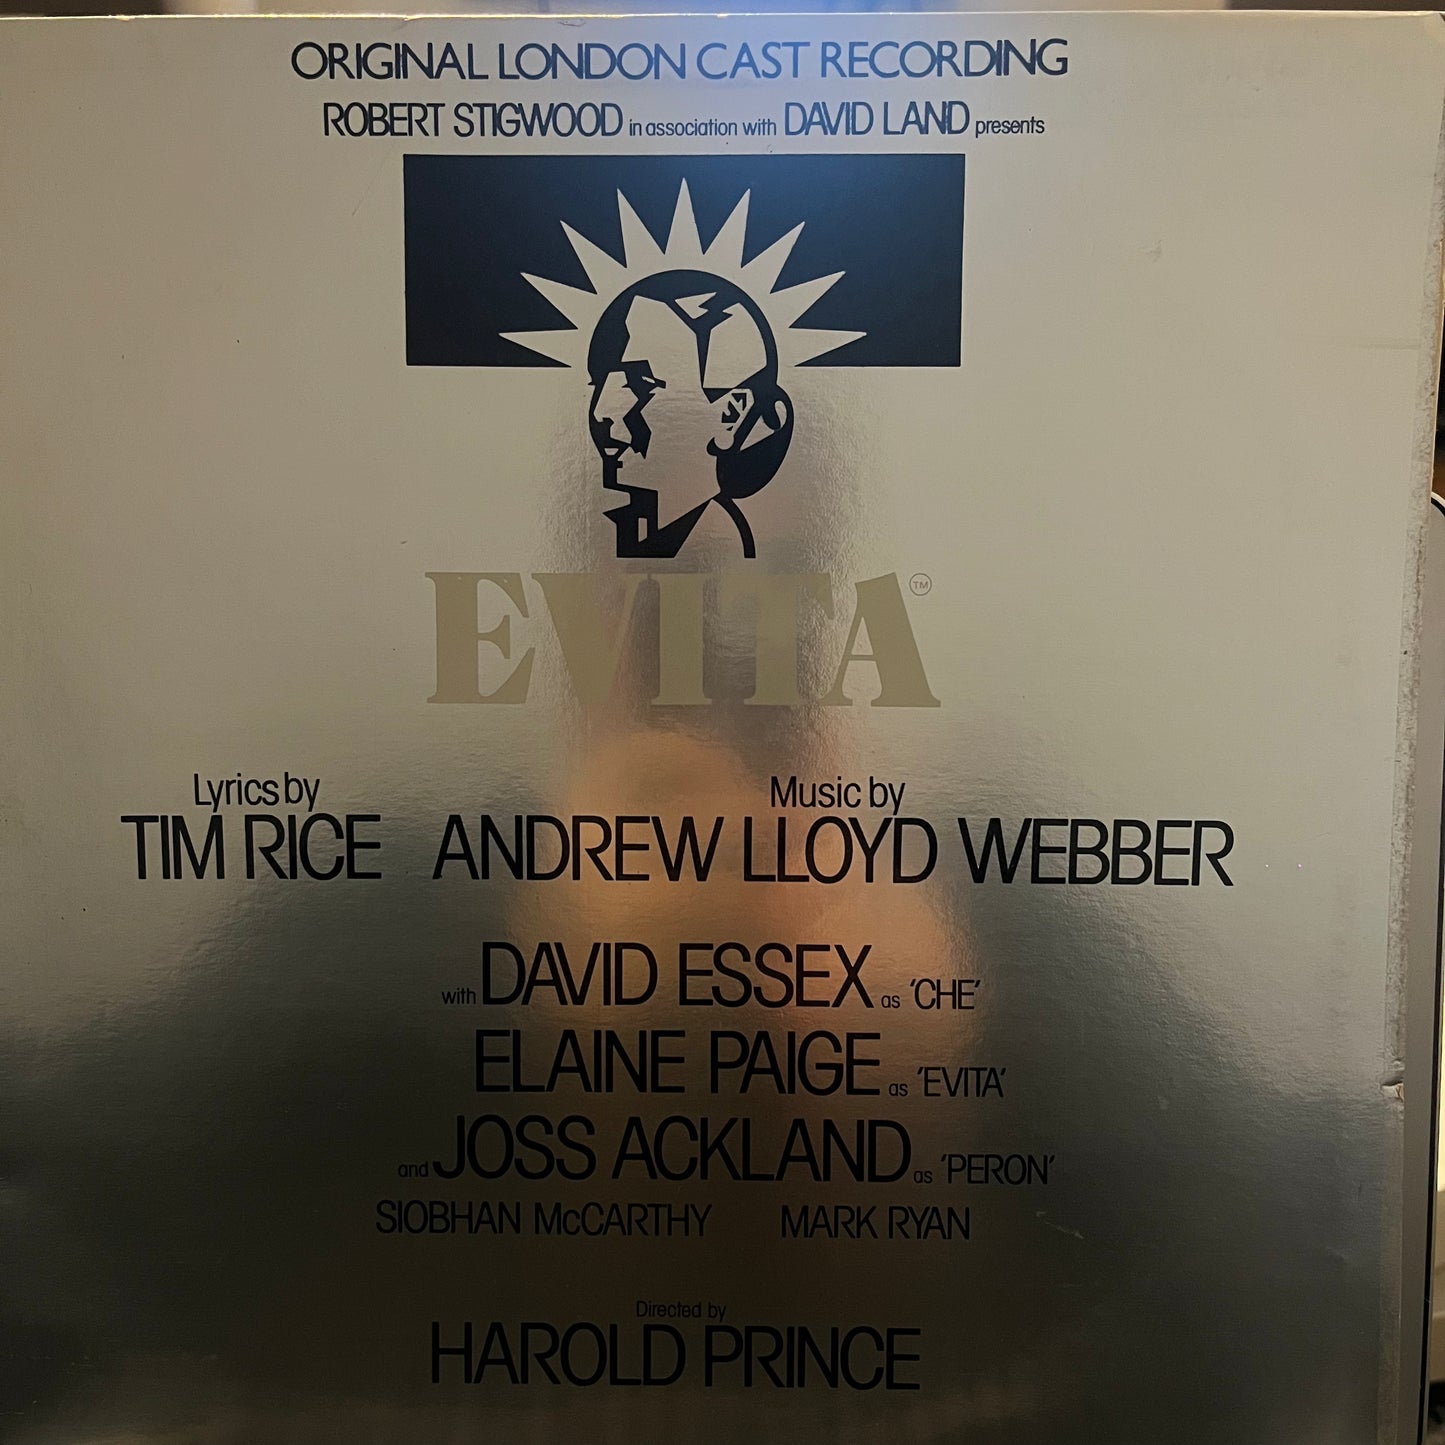 ORIGINAL LONDON CAST RECORDING
ROBERT STIGWOOD in association with DAVID LAND presents
EVITA TM
Lyrics by Music by
TIM RICE ANDREW LLOYD WEBBER
with DAVID ESSEX as 'CHE'
ELAINE PAIGE as 'EVITA'
and JOSS ACKLAND as 'PERON'
SIOBHAN McCARTHY MARK RYAN
Directed by
HAROLD PRINCE